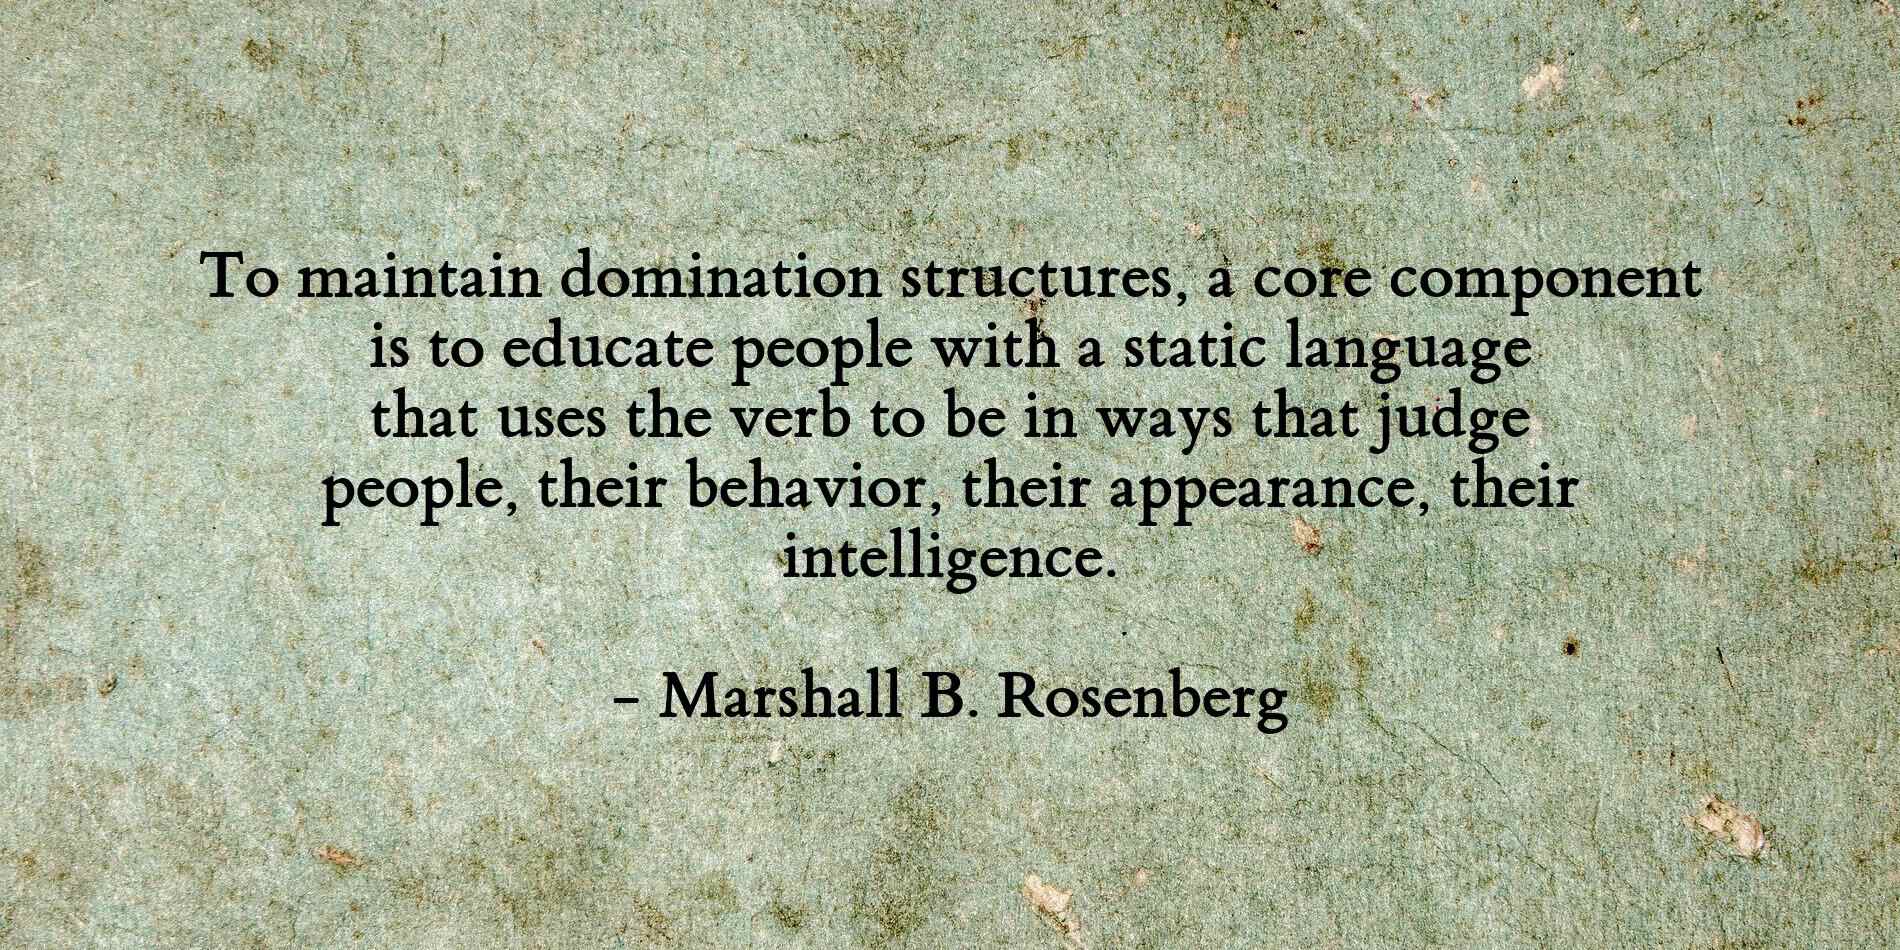 To maintain domination structures, a core component
is to educate people with a static language
that uses the verb to be in ways that judge
people, their behavior, their appearance, their
intelligence.
- Marshall B. Rosenberg